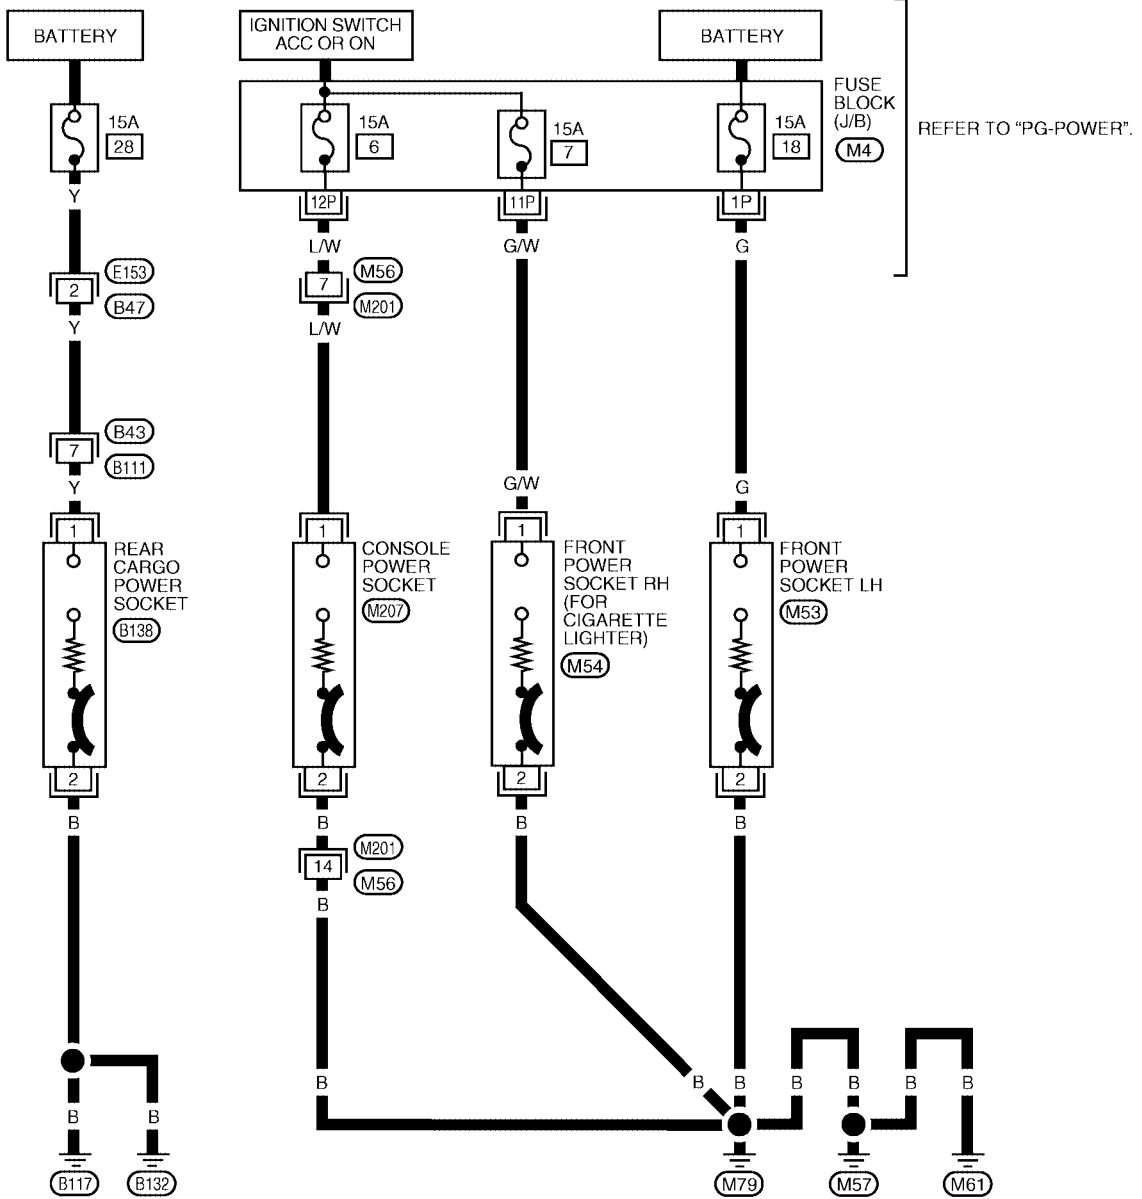 BATTERY
IGNITION SWITCH
ACC OR ON
BATTERY
15A
28
15A
6
15A
7
15A
18
FUSE
BLOCK
(J/B)
M4
REFER TO "PG-POWER".
12P
11P
1P
Y
L/W
G/W
G
2
E153
B47
7
M56
M201
Y
L/W
7
B43
B111
Y
G/W
G
1
1
1
1
REAR
CARGO
POWER
SOCKET
B138
CONSOLE
POWER
SOCKET
M207
FRONT
POWER
SOCKET RH
(FOR
CIGARETTE
LIGHTER)
M54
FRONT
POWER
SOCKET LH
M53
2
2
2
2
B
B
B
B
14
M201
M56
B
B
B
B
B
B
B
B
B
B
B117
B132
M79
M57
M61